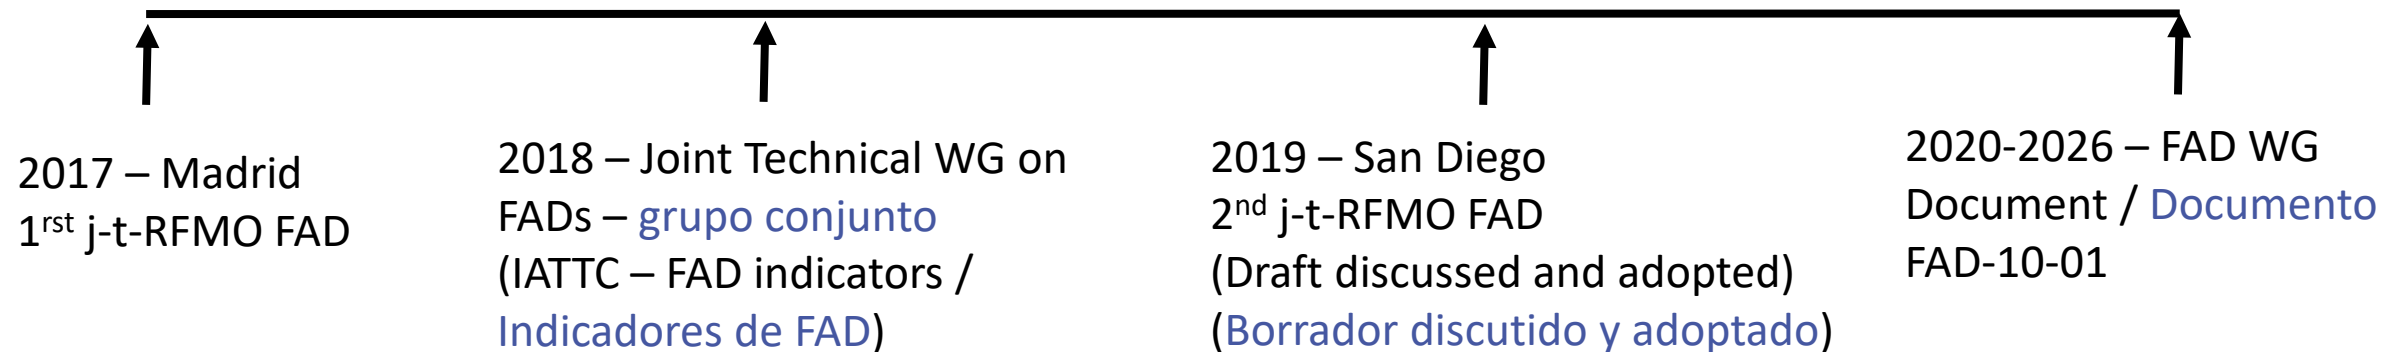 2017 – Madrid
1rst j-t-RFMO FAD
2018 – Joint Technical WG on
FADs – grupo conjunto
(IATTC – FAD indicators /
Indicadores de FAD)
2019 – San Diego
2nd j-t-RFMO FAD
(Draft discussed and adopted)
(Borrador discutido y adoptado)
2020-2026 – FAD WG
Document / Documento
FAD-10-01